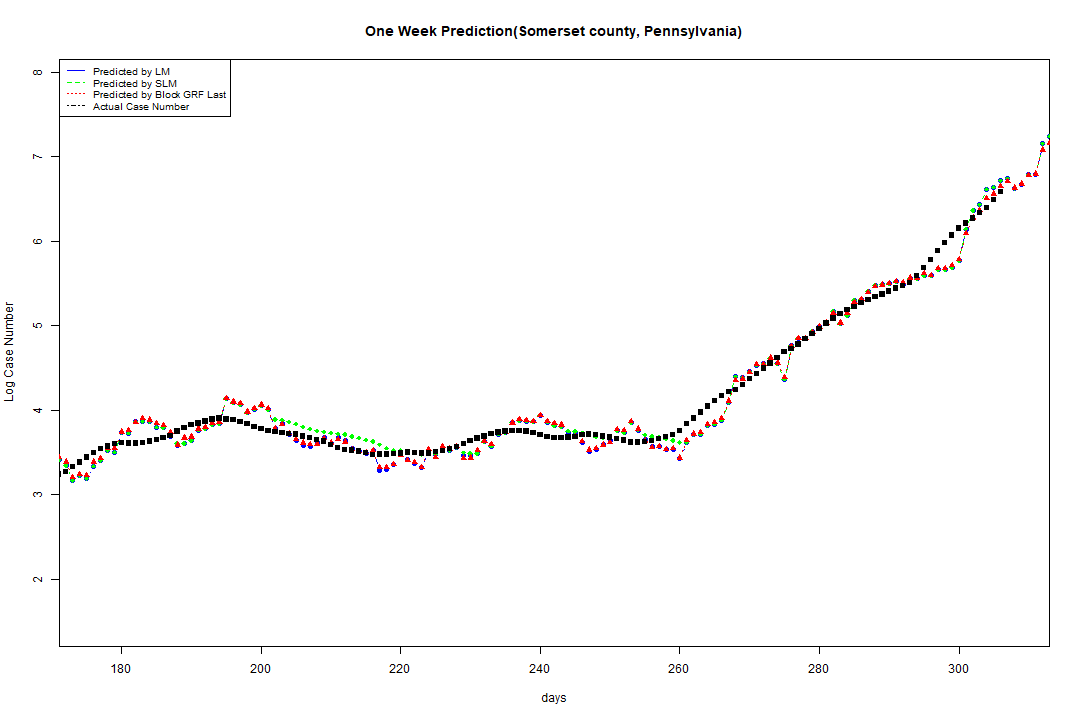 One Week Prediction(Somerset county, Pennsylvania)
Predicted by LM
Predicted by SLM
Predicted by Block GRF Last
Actual Case Number
8
7
6
5
4
3
2
Log Case Number
180 200 220 240 260 280 300
days